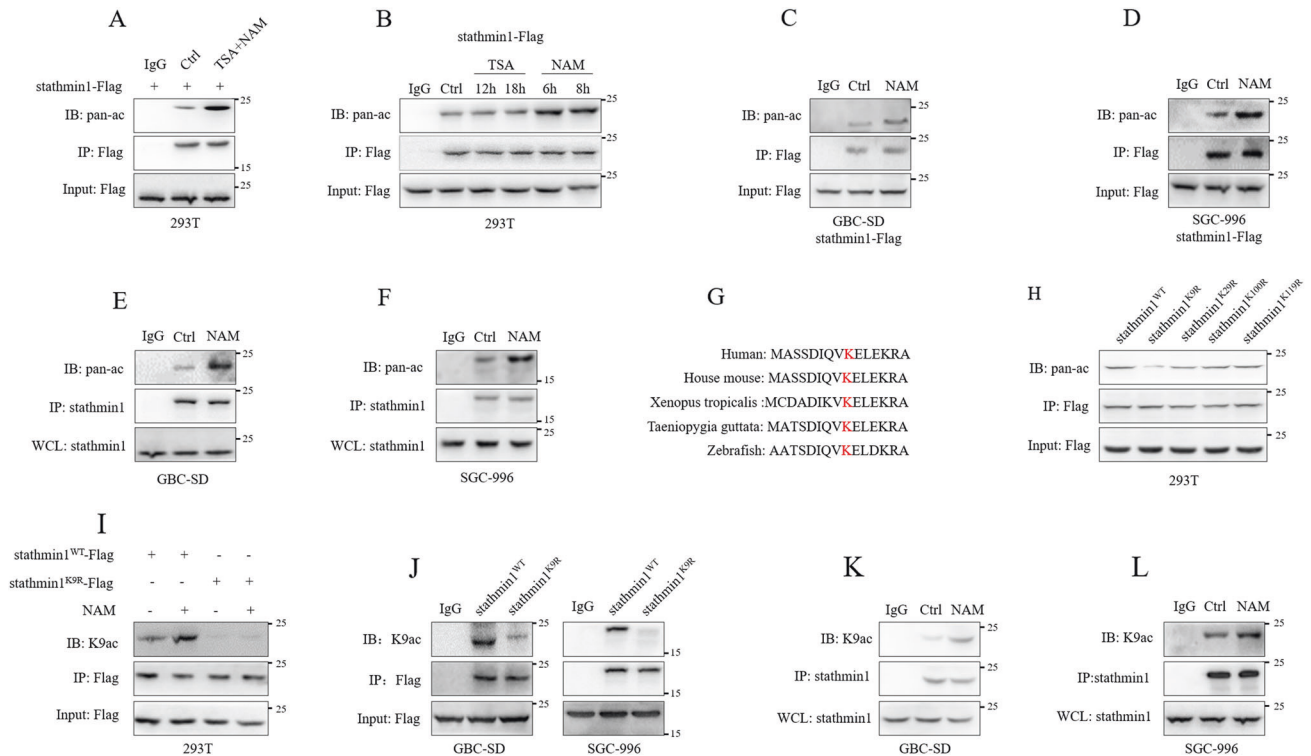 A
IgG Ctrl TSA+NAM
stathmin1-Flag + + +
25
IB: pan-ac
IP: Flag
15
25
Input: Flag
293T
B
stathmin1-Flag
TSA NAM
IgG Ctrl 12h 18h 6h 8h
25
IB: pan-ac
25
IP: Flag
25
Input: Flag
293T
C
IgG Ctrl NAM
25
IB: pan-ac
25
IP: Flag
25
Input: Flag
GBC-SD
stathmin1-Flag
D
IgG Ctrl NAM
25
IB: pan-ac
25
IP: Flag
25
Input: Flag
SGC-996
stathmin1-Flag
E
IgG Ctrl NAM
25
IB: pan-ac
25
IP: stathmin1
25
WCL: stathmin1
GBC-SD
F
IgG Ctrl NAM
25
IB: pan-ac
15
IP: stathmin1
15
25
WCL: stathmin1
SGC-996
G
Human: MASSDIQVKELEKRA
House mouse: MASSDIQVKELEKRA
Xenopus tropicalis :MCDADIKVKELEKRA
Taeniopygia guttata: MATSDIQVKELEKRA
Zebrafish: AATSDIQVKELDKRA
H
stathmin1WT stathmin1K9R stathmin1K29R stathmin1K100R stathmin1K119R
25
IB: pan-ac
25
IP: Flag
25
Input: Flag
293T
I
stathmin1WT-Flag + + - -
stathmin1K9R-Flag - - + +
NAM - + - +
25
IB: K9ac
25
IP: Flag
25
Input: Flag
293T
J
IgG stathmin1WT stathmin1K9R
25
IB: K9ac
25
IP: Flag
25
Input: Flag
GBC-SD
IgG stathmin1WT stathmin1K9R
15
25
15
SGC-996
K
IgG Ctrl NAM
25
IB: K9ac
25
IP: stathmin1
25
WCL: stathmin1
GBC-SD
L
IgG Ctrl NAM
25
IB: K9ac
25
IP:stathmin1
15
WCL: stathmin1
SGC-996